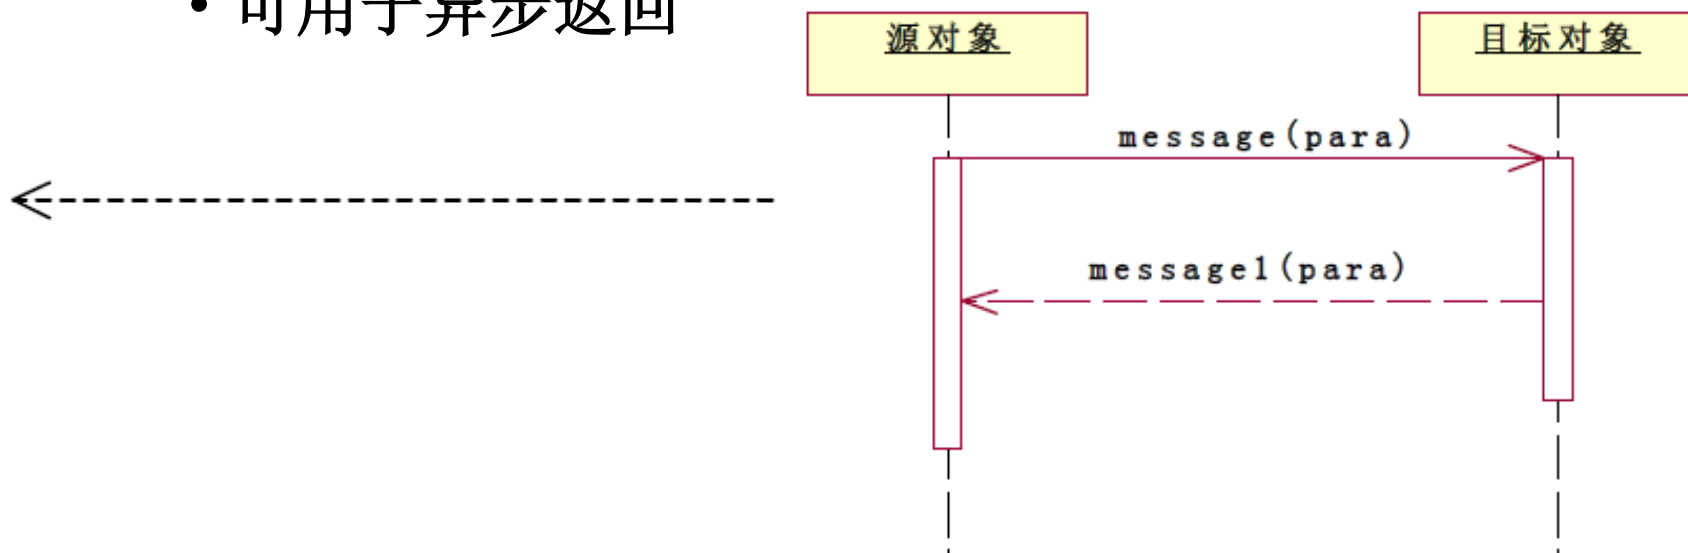 • 可用于异步返回
源对象
目标对象
message(para)
message1(para)